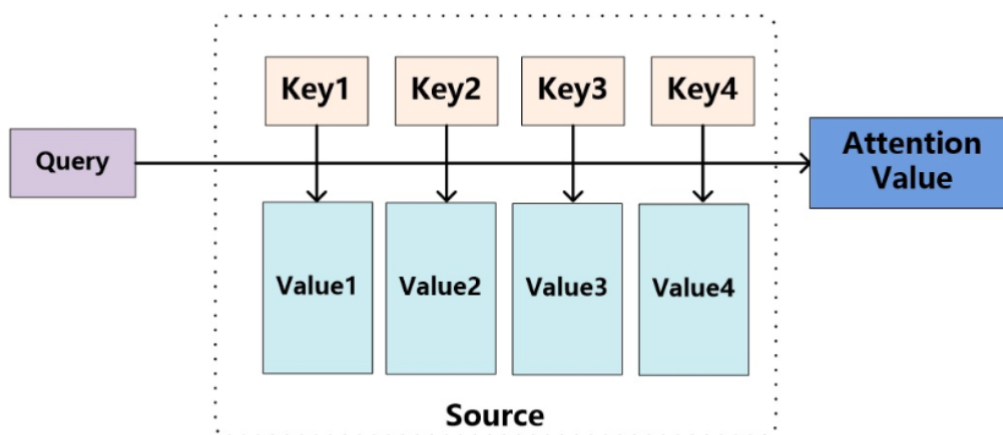 Key1 Key2 Key3 Key4
Query
Attention
Value
Value1 Value2 Value3 Value4
Source